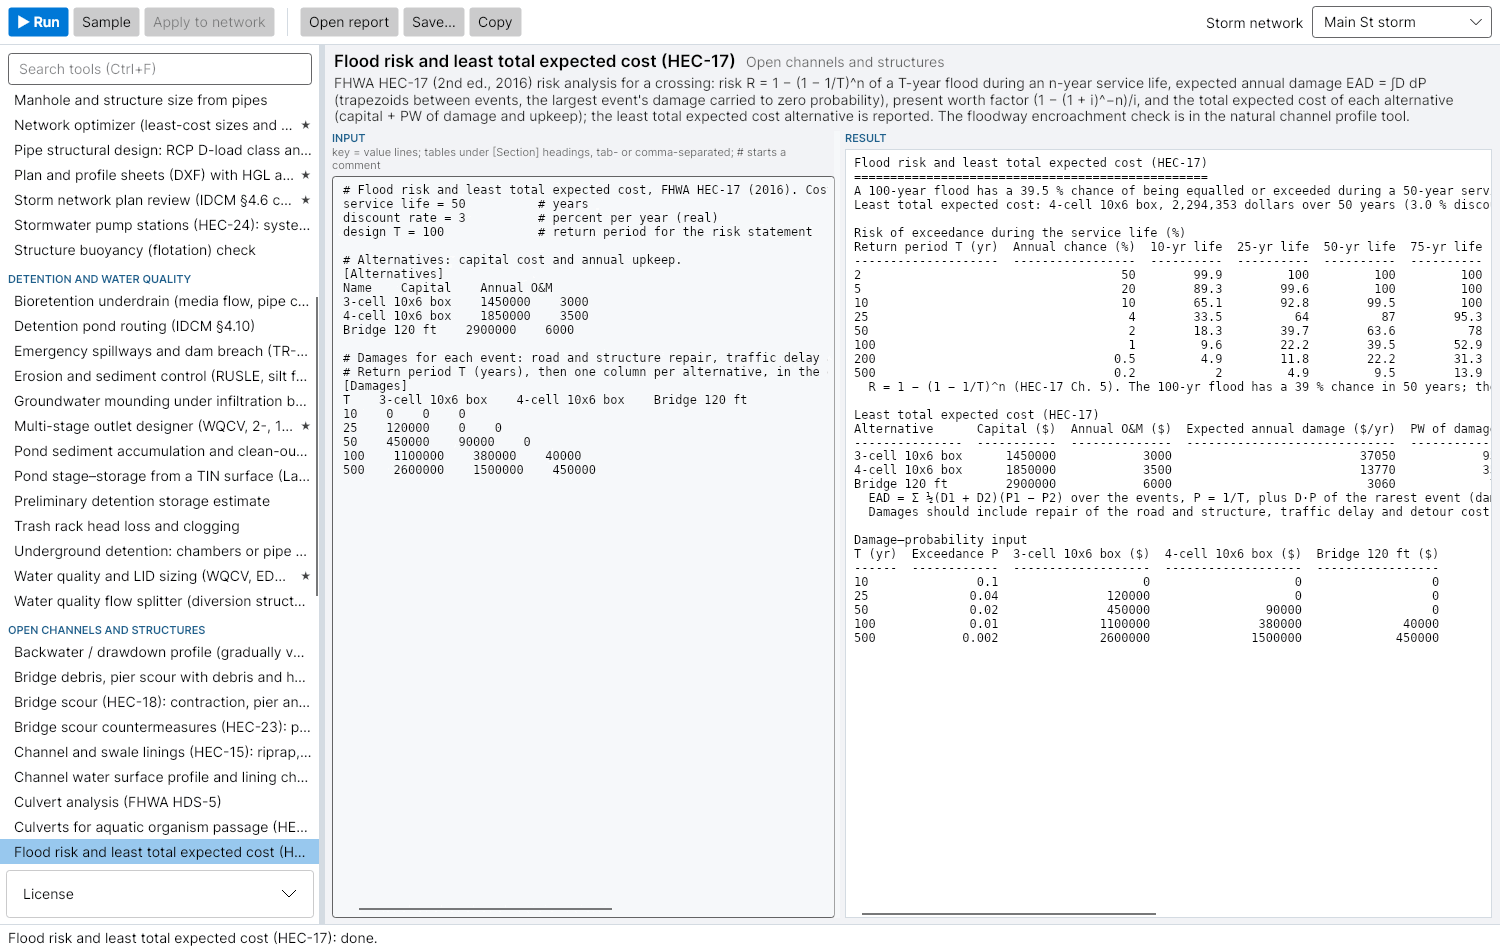 Run
Sample
Apply to network
Open report
Save...
Copy
Storm network
Main St storm
Search tools (Ctrl+F)
Manhole and structure size from pipes
Network optimizer (least-cost sizes and ... ★
Pipe structural design: RCP D-load class an...
Plan and profile sheets (DXF) with HGL a... ★
Storm network plan review (IDCM §4.6 c... ★
Stormwater pump stations (HEC-24): syste...
Structure buoyancy (flotation) check
DETENTION AND WATER QUALITY
Bioretention underdrain (media flow, pipe c...
Detention pond routing (IDCM §4.10)
Emergency spillways and dam breach (TR-...
Erosion and sediment control (RUSLE, silt f...
Groundwater mounding under infiltration b...
Multi-stage outlet designer (WQCV, 2-, 1... ★
Pond sediment accumulation and clean-ou...
Pond stage–storage from a TIN surface (La...
Preliminary detention storage estimate
Trash rack head loss and clogging
Underground detention: chambers or pipe ...
Water quality and LID sizing (WQCV, ED... ★
Water quality flow splitter (diversion struct...
OPEN CHANNELS AND STRUCTURES
Backwater / drawdown profile (gradually v...
Bridge debris, pier scour with debris and h...
Bridge scour (HEC-18): contraction, pier an...
Bridge scour countermeasures (HEC-23): p...
Channel and swale linings (HEC-15): riprap,...
Channel water surface profile and lining ch...
Culvert analysis (FHWA HDS-5)
Culverts for aquatic organism passage (HE...
Flood risk and least total expected cost (H...
License
Flood risk and least total expected cost (HEC-17) Open channels and structures
FHWA HEC-17 (2nd ed., 2016) risk analysis for a crossing: risk R = 1 − (1 − 1/T)^n of a T-year flood during an n-year service life, expected annual damage EAD = ∫D dP
(trapezoids between events, the largest event's damage carried to zero probability), present worth factor (1 − (1 + i)^−n)/i, and the total expected cost of each alternative
(capital + PW of damage and upkeep); the least total expected cost alternative is reported. The floodway encroachment check is in the natural channel profile tool.
INPUT
key = value lines; tables under [Section] headings, tab- or comma-separated; # starts a
comment
# Flood risk and least total expected cost, FHWA HEC-17 (2016). Cos
service life = 50 # years
discount rate = 3 # percent per year (real)
design T = 100 # return period for the risk statement
# Alternatives: capital cost and annual upkeep.
[Alternatives]
Name Capital Annual O&M
3-cell 10x6 box 1450000 3000
4-cell 10x6 box 1850000 3500
Bridge 120 ft 2900000 6000
# Damages for each event: road and structure repair, traffic delay
# Return period T (years), then one column per alternative, in the
[Damages]
T 3-cell 10x6 box 4-cell 10x6 box Bridge 120 ft
10 0 0 0
25 120000 0 0
50 450000 90000 0
100 1100000 380000 40000
500 2600000 1500000 450000
RESULT
Flood risk and least total expected cost (HEC-17)
=================================================
A 100-year flood has a 39.5 % chance of being equalled or exceeded during a 50-year serv
Least total expected cost: 4-cell 10x6 box, 2,294,353 dollars over 50 years (3.0 % disco
Risk of exceedance during the service life (%)
Return period T (yr) Annual chance (%) 10-yr life 25-yr life 50-yr life 75-yr life
-------------------- ----------------- ---------- ---------- ---------- ----------
2 50 99.9 100 100 100
5 20 89.3 99.6 100 100
10 10 65.1 92.8 99.5 100
25 4 33.5 64 87 95.3
50 2 18.3 39.7 63.6 78
100 1 9.6 22.2 39.5 52.9
200 0.5 4.9 11.8 22.2 31.3
500 0.2 2 4.9 9.5 13.9
R = 1 − (1 − 1/T)^n (HEC-17 Ch. 5). The 100-yr flood has a 39 % chance in 50 years; th
Least total expected cost (HEC-17)
Alternative Capital ($) Annual O&M ($) Expected annual damage ($/yr) PW of damag
--------------- ----------- -------------- ----------------------------- -----------
3-cell 10x6 box 1450000 3000 37050 9
4-cell 10x6 box 1850000 3500 13770 3
Bridge 120 ft 2900000 6000 3060
EAD = Σ ½(D1 + D2)(P1 − P2) over the events, P = 1/T, plus D·P of the rarest event (da
Damages should include repair of the road and structure, traffic delay and detour cost
Damage–probability input
T (yr) Exceedance P 3-cell 10x6 box ($) 4-cell 10x6 box ($) Bridge 120 ft ($)
------ ------------ ------------------- ------------------- -----------------
10 0.1 0 0 0
25 0.04 120000 0 0
50 0.02 450000 90000 0
100 0.01 1100000 380000 40000
500 0.002 2600000 1500000 450000
Flood risk and least total expected cost (HEC-17): done.